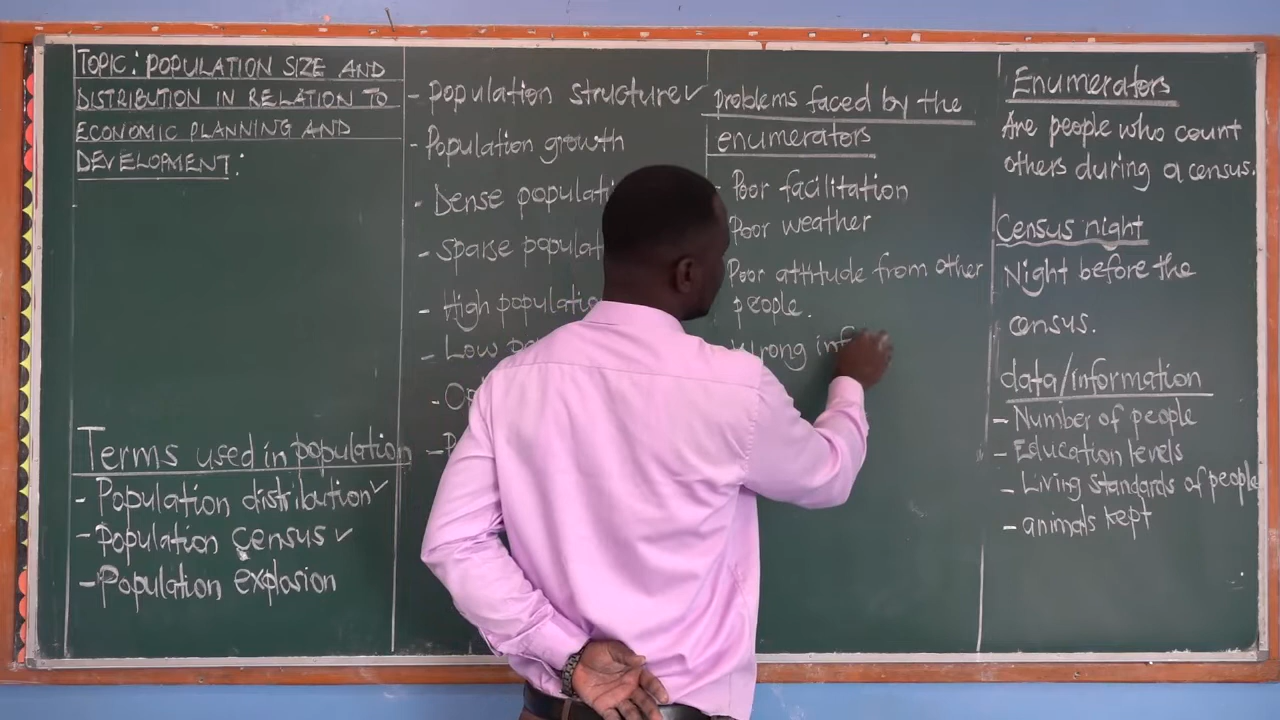 TOPIC: POPULATION SIZE AND
DISTRIBUTION IN RELATION TO
ECONOMIC PLANNING AND
DEVELOPMENT:
Terms used in population
- Population distribution ✓
- Population census ✓
- Population explosion
- Population structure ✓
- Population growth
- Dense
- Sparse
- High
- Low
problems faced by the
enumerators
- Poor facilitation
Poor weather
Poor attitude from other
people.
Wrong
Enumerators
Are people who count
others during a census.
Census night
Night before the
census.
data/information
- Number of people
- Education levels
- Living standards of people
- animals kept